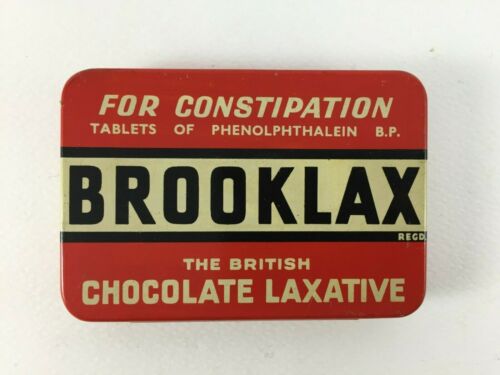 FOR CONSTIPATION
TABLETS OF PHENOLPHTHALEIN B.P.
BROOKLAX
REGD.
THE BRITISH
CHOCOLATE LAXATIVE